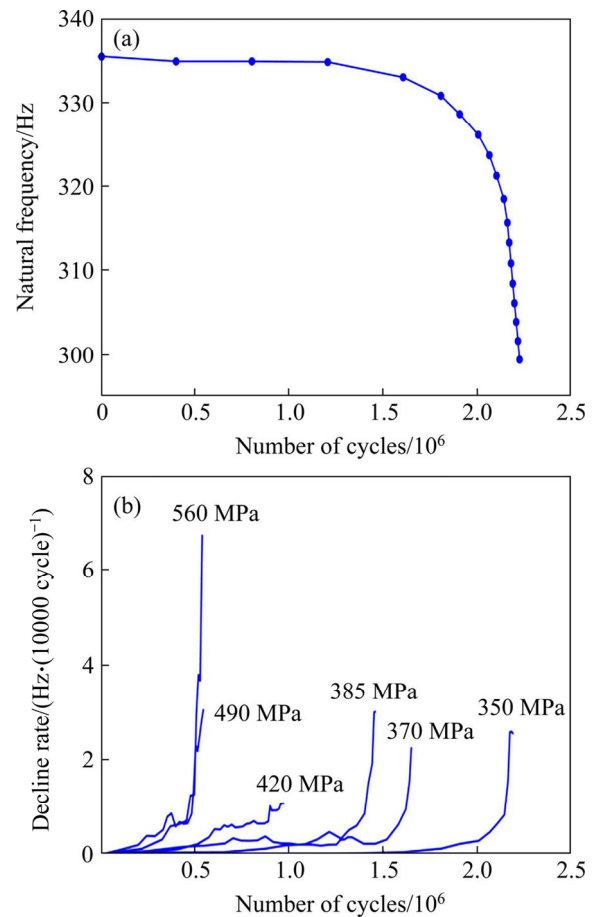 (a)
340
330
320
310
300
0 0.5 1.0 1.5 2.0 2.5
Natural frequency/Hz
Number of cycles/10⁶
(b)
8
6
4
2
0
0.5 1.0 1.5 2.0 2.5
560 MPa
490 MPa
420 MPa
385 MPa
370 MPa
350 MPa
Decline rate/(Hz·(10000 cycle)⁻¹)
Number of cycles/10⁶